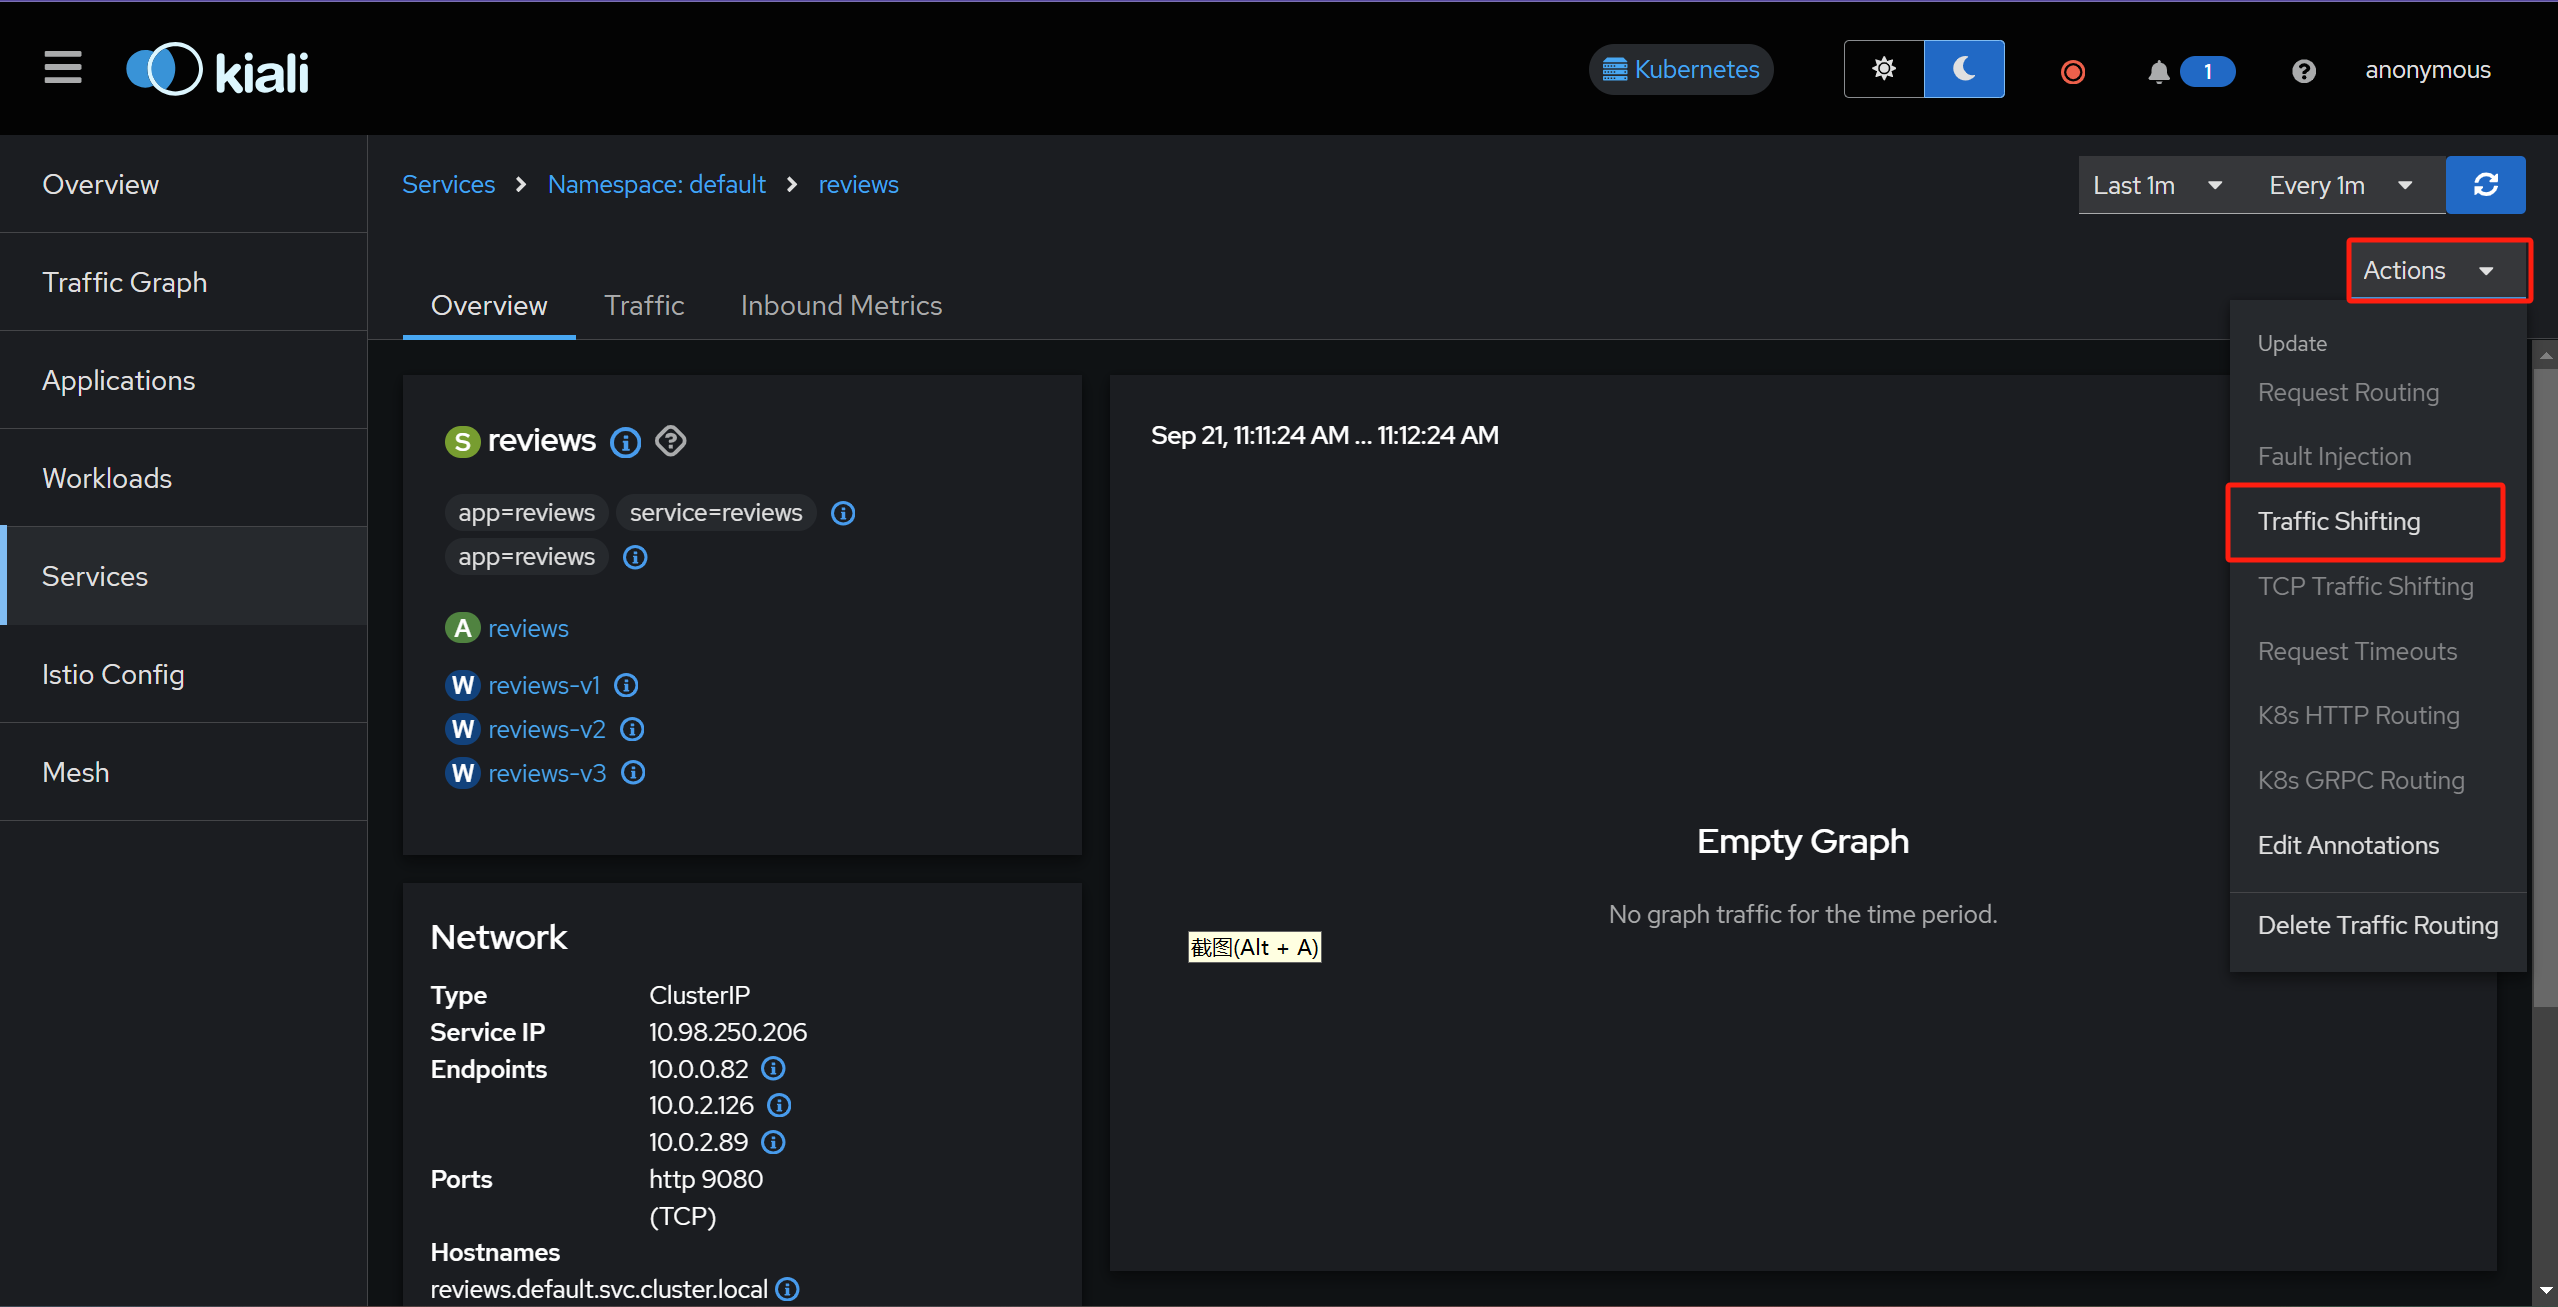 kiali
Kubernetes
1
anonymous
Overview
Traffic Graph
Applications
Workloads
Services
Istio Config
Mesh
Services > Namespace: default > reviews
Last 1m
Every 1m
Actions
Overview
Traffic
Inbound Metrics
Update
Request Routing
Fault Injection
Traffic Shifting
TCP Traffic Shifting
Request Timeouts
K8s HTTP Routing
K8s GRPC Routing
Edit Annotations
Delete Traffic Routing
S reviews
app=reviews service=reviews
app=reviews
A reviews
W reviews-v1
W reviews-v2
W reviews-v3
Network
Type ClusterIP
Service IP 10.98.250.206
Endpoints 10.0.0.82
10.0.2.126
10.0.2.89
Ports http 9080
(TCP)
Hostnames
reviews.default.svc.cluster.local
Sep 21, 11:11:24 AM ... 11:12:24 AM
Empty Graph
No graph traffic for the time period.
截图(Alt + A)